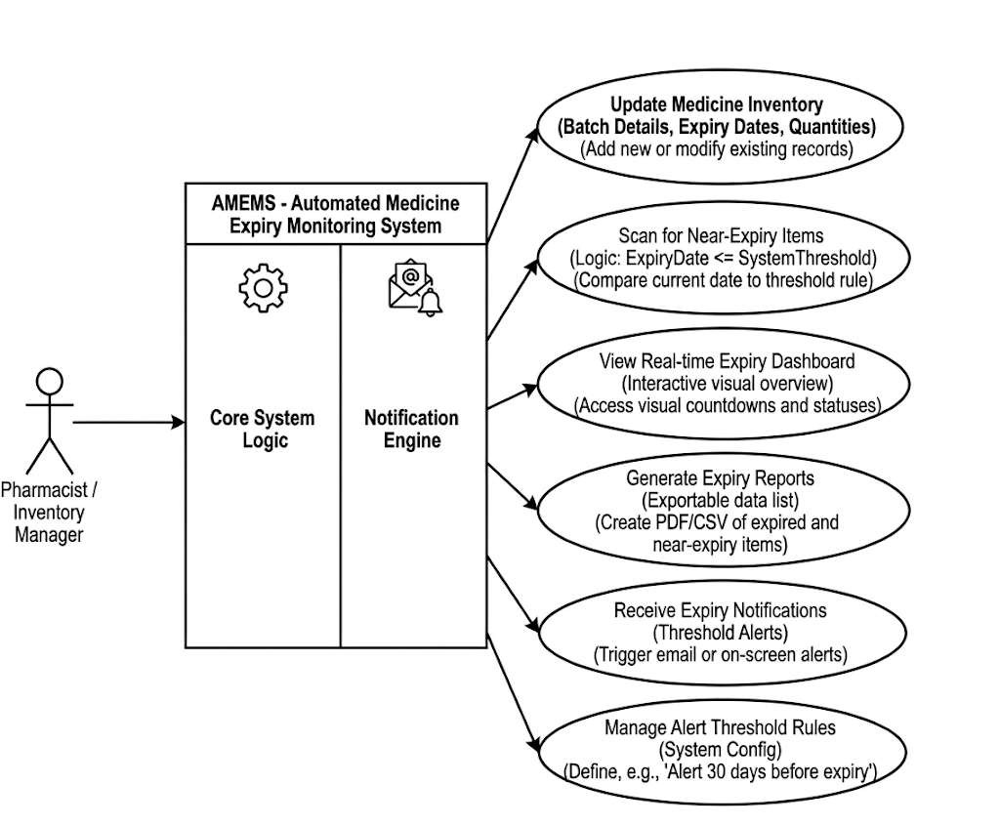 Update Medicine Inventory
(Batch Details, Expiry Dates, Quantities)
(Add new or modify existing records)
AMEMS - Automated Medicine
Expiry Monitoring System
@
Core System
Logic
Notification
Engine
Pharmacist /
Inventory
Manager
Scan for Near-Expiry Items
(Logic: ExpiryDate <= SystemThreshold)
(Compare current date to threshold rule)
View Real-time Expiry Dashboard
(Interactive visual overview)
(Access visual countdowns and statuses)
Generate Expiry Reports
(Exportable data list)
(Create PDF/CSV of expired and
near-expiry items)
Receive Expiry Notifications
(Threshold Alerts)
(Trigger email or on-screen alerts)
Manage Alert Threshold Rules
(System Config)
(Define, e.g., 'Alert 30 days before expiry')